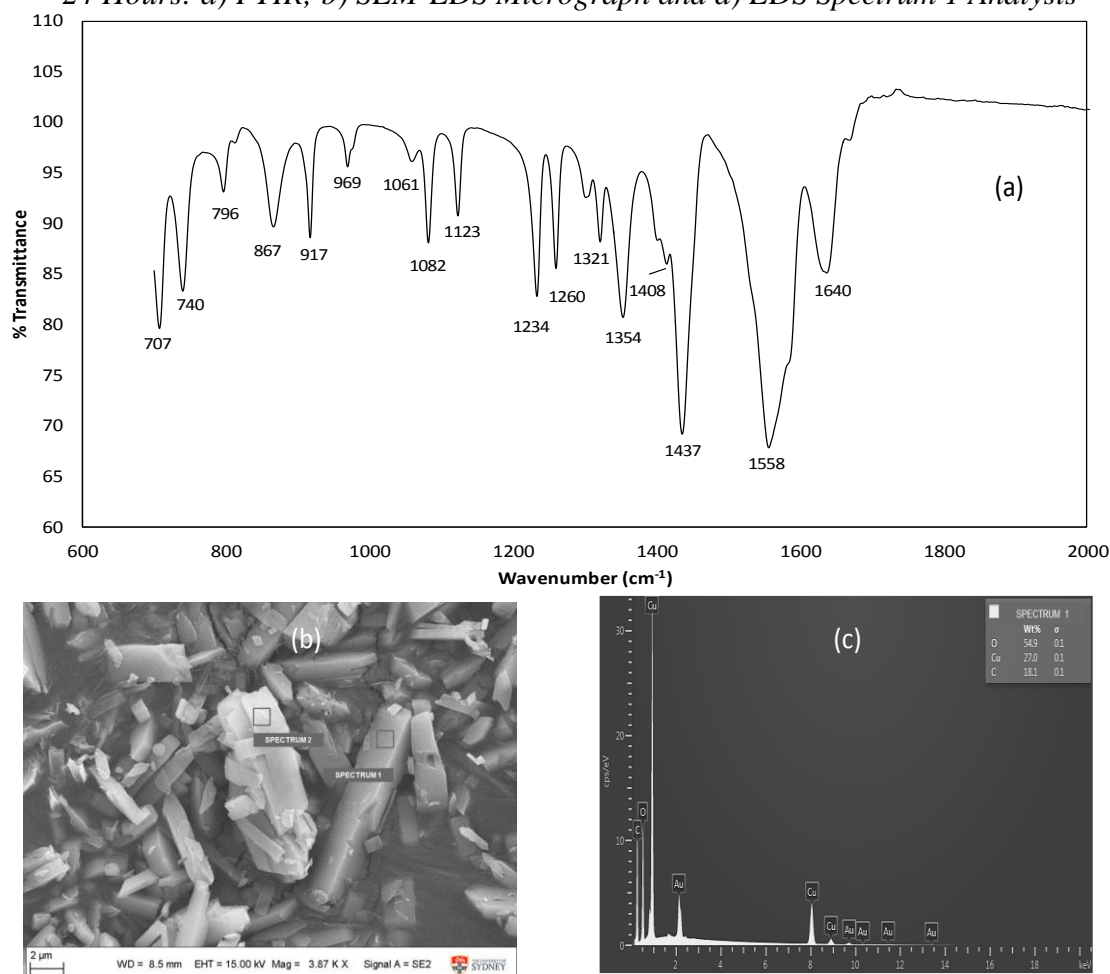 24 Hours: a) FTIR; b) SEM-EDS Micrograph and a) EDS Spectrum 1 Analysis
110
105
100
95
90
85
80
75
70
65
60
% Transmittance
(a)
707
740
796
867
917
969
1061
1082
1123
1234
1260
1321
1354
1408
1437
1558
1640
600
800
1000
1200
1400
1600
1800
2000
Wavenumber (cm⁻¹)
(b)
SPECTRUM 2
SPECTRUM 1
2 µm
WD = 8.5 mm EHT = 15.00 kV Mag = 3.87 K X Signal A = SE2
SYDNEY
(c)
SPECTRUM 1
Wt% σ
O 54.9 0.1
Cu 27.0 0.1
C 18.1 0.1
cps/eV
30
20
10
0
C
O
Cu
Au
Cu
Cu
Au
Au
Au
Au
2 4 6 8 10 12 14 16 18 keV